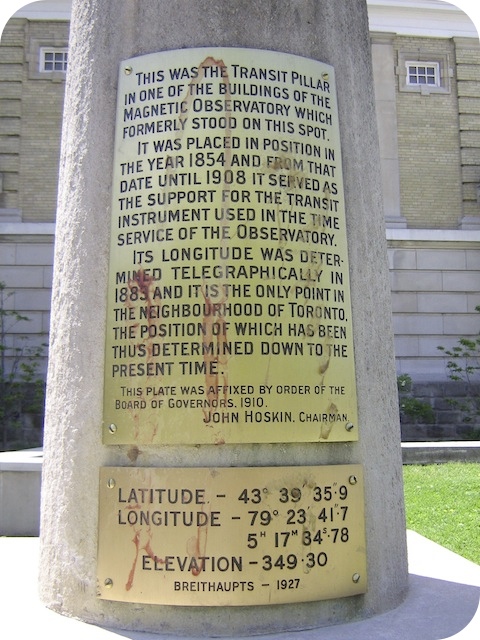 THIS WAS THE TRANSIT PILLAR
IN ONE OF THE BUILDINGS OF THE
MAGNETIC OBSERVATORY WHICH
FORMERLY STOOD ON THIS SPOT.
IT WAS PLACED IN POSITION IN
THE YEAR 1854 AND FROM THAT
DATE UNTIL 1908 IT SERVED AS
THE SUPPORT FOR THE TRANSIT
INSTRUMENT USED IN THE TIME
SERVICE OF THE OBSERVATORY.
ITS LONGITUDE WAS DETER-
MINED TELEGRAPHICALLY IN
1883 AND IT IS THE ONLY POINT IN
THE NEIGHBOURHOOD OF TORONTO,
THE POSITION OF WHICH HAS BEEN
THUS DETERMINED DOWN TO THE
PRESENT TIME.
THIS PLATE WAS AFFIXED BY ORDER OF THE
BOARD OF GOVERNORS, 1910.
JOHN HOSKIN, CHAIRMAN.
LATITUDE - 43° 39' 35"·9
LONGITUDE - 79° 23' 41"·7
5H 17M 34S·78
ELEVATION - 349·30
BREITHAUPTS - 1927